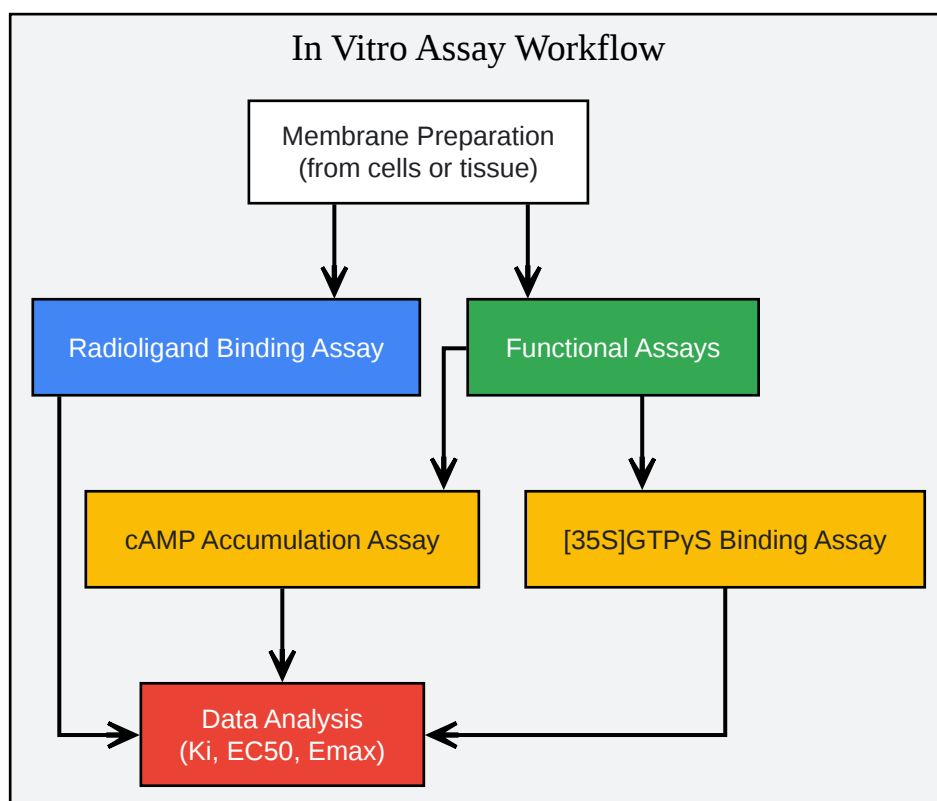 In Vitro Assay Workflow
Membrane Preparation
(from cells or tissue)
Radioligand Binding Assay
Functional Assays
cAMP Accumulation Assay
[35S]GTPγS Binding Assay
Data Analysis
(Ki, EC50, Emax)